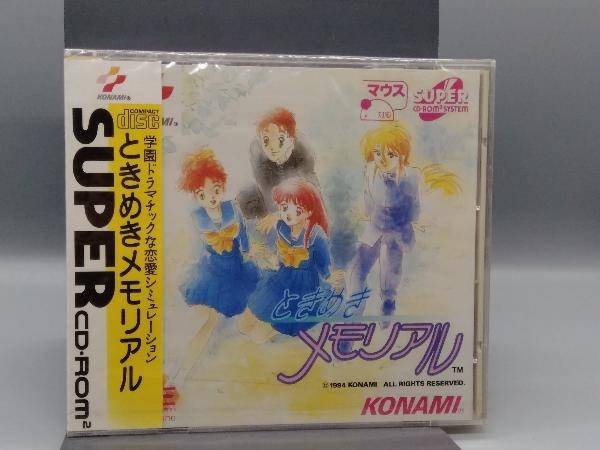 KONAMI®
COMPACT
disc
学園ドラマチックな恋愛シミュレーション
ときめきメモリアル
SUPER
CD-ROM2
マウス
対応
SUPER
CD-ROM2 SYSTEM
ときめき
メモリアル
TM
©1994 KONAMI ALL RIGHTS RESERVED.
KONAMI®